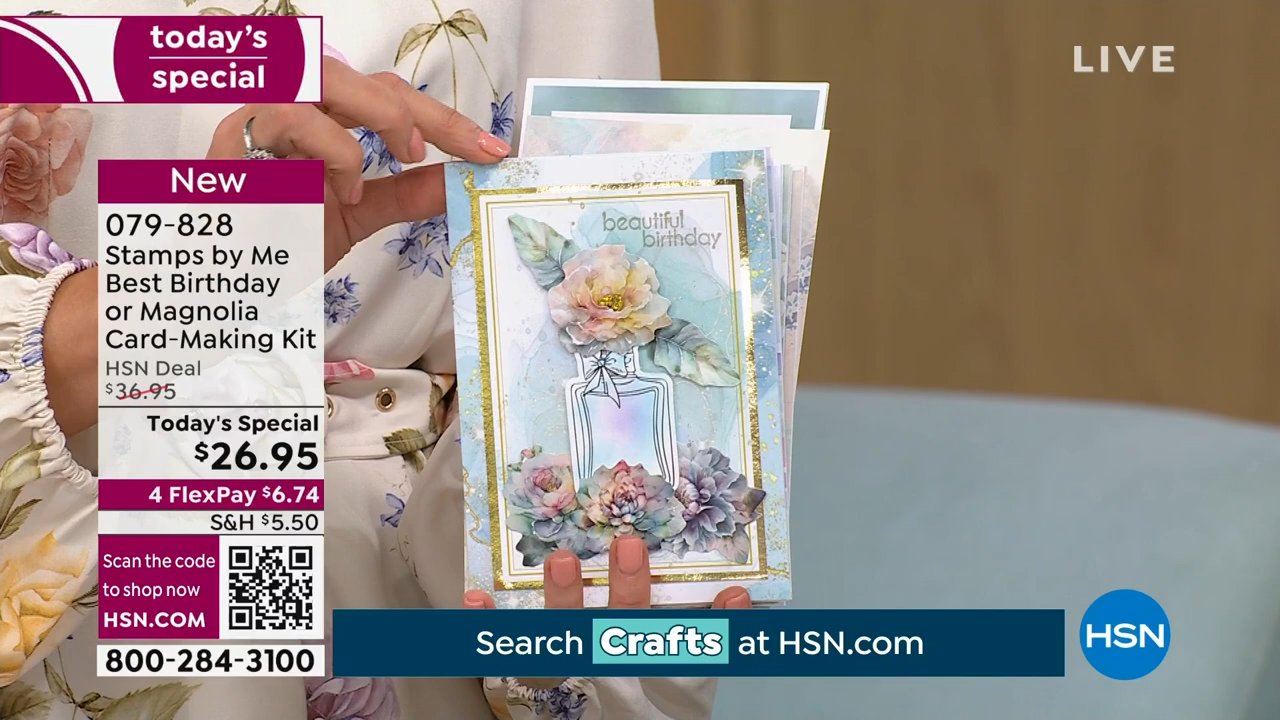 today's
special
LIVE
New
079-828
Stamps by Me
Best Birthday
or Magnolia
Card-Making Kit
HSN Deal
$36.95
Today's Special
$26.95
4 FlexPay $6.74
S&H $5.50
Scan the code
to shop now
HSN.COM
800-284-3100
beautiful
birthday
Search Crafts at HSN.com
HSN